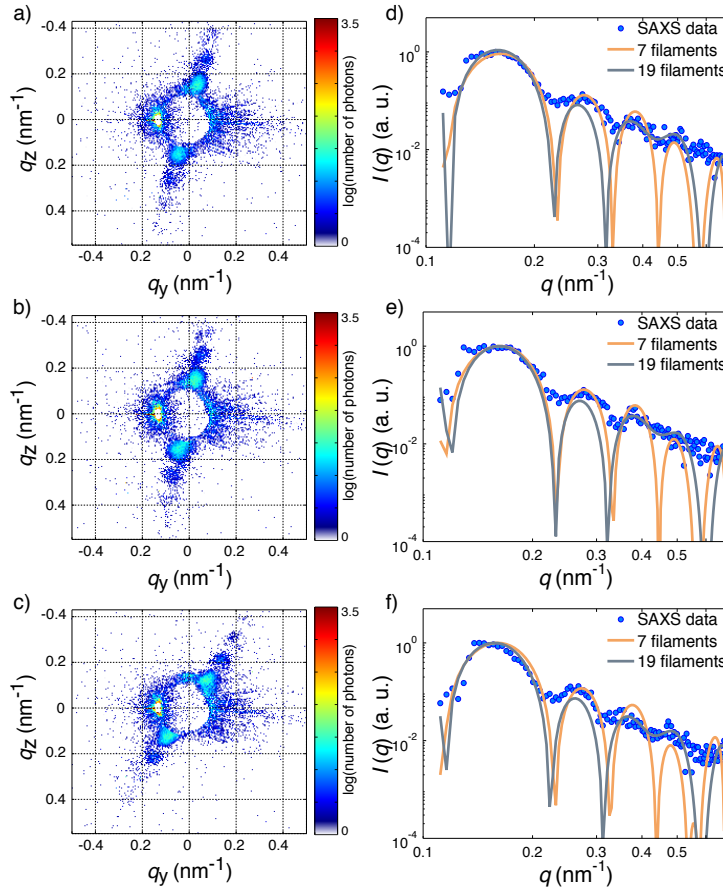 a)
-0.4
-0.2
0
0.2
0.4
qz (nm-1)
-0.4 -0.2 0 0.2 0.4
qy (nm-1)
3.5
log(number of photons)
0
d)
SAXS data
7 filaments
19 filaments
10^0
10^-2
10^-4
I (q) (a. u.)
0.1 0.2 0.3 0.4 0.5
q (nm-1)
b)
-0.4
-0.2
0
0.2
0.4
qz (nm-1)
-0.4 0.2 0 0.2 0.4
qy (nm-1)
3.5
log(number of photons)
0
e)
SAXS data
7 filaments
19 filaments
10^0
10^-2
10^-4
I (q) (a. u.)
0.1 0.2 0.3 0.4 0.5
q (nm-1)
c)
-0.4
-0.2
0
0.2
0.4
qz (nm-1)
-0.4 0.2 0 0.2 0.4
qy (nm-1)
3.5
log(number of photons)
0
f)
SAXS data
7 filaments
19 filaments
10^0
10^-2
10^-4
I (q) (a. u.)
0.1 0.2 0.3 0.4 0.5
q (nm-1)